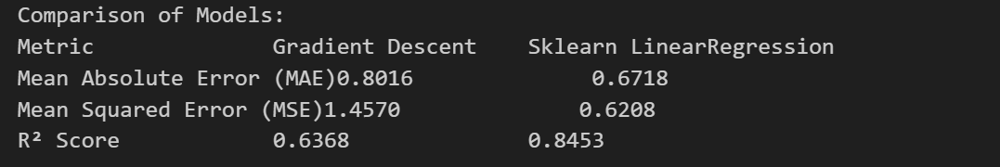 Comparison of Models:
Metric              Gradient Descent    Sklearn LinearRegression
Mean Absolute Error (MAE)0.8016              0.6718
Mean Squared Error (MSE)1.4570              0.6208
R² Score            0.6368              0.8453